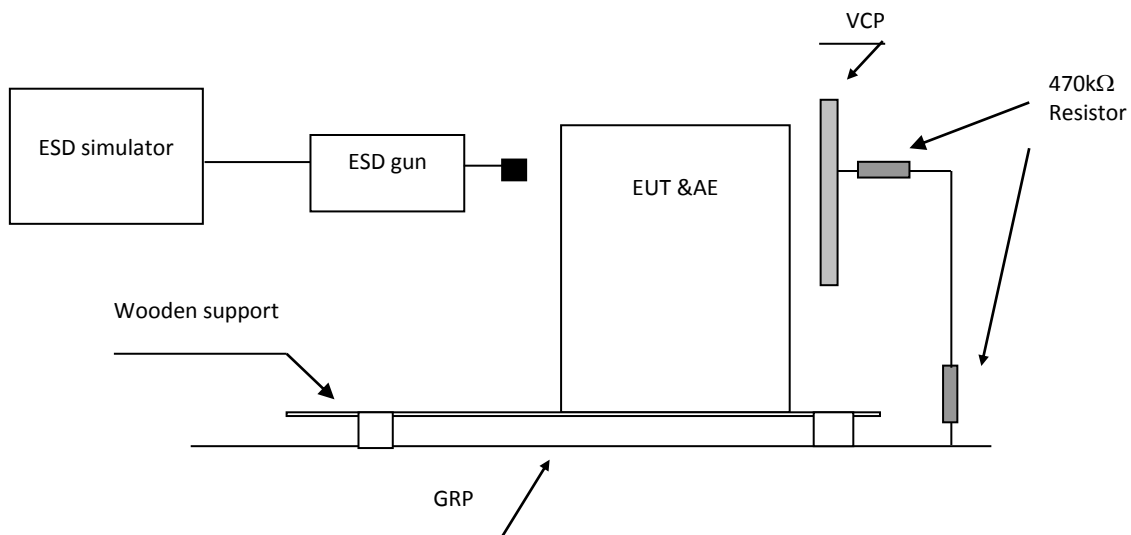 VCP
470kΩ
Resistor
ESD simulator
ESD gun
EUT &AE
Wooden support
GRP